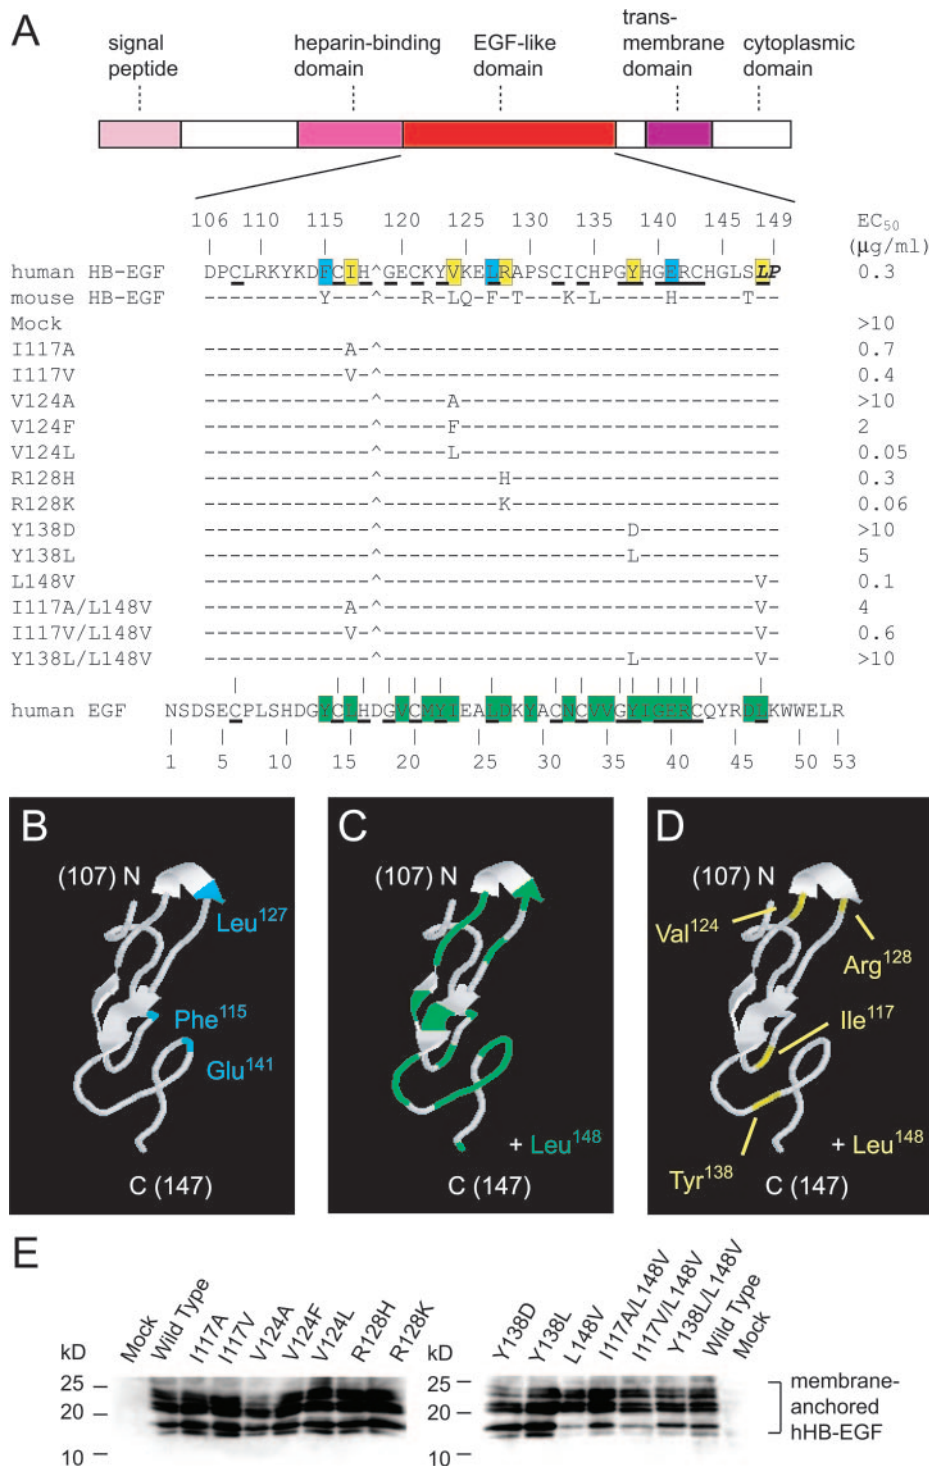 A
signal peptide
heparin-binding domain
EGF-like domain
trans-membrane domain
cytoplasmic domain
106 110 115 120 125 130 135 140 145 149 EC50 (µg/ml)
human HB-EGF DPCLRKYKDFCIH^GECKYVKELRAPSCICHPGYHGERCHGLSLP 0.3
mouse HB-EGF ---------Y---^----R-LQ-F-T---K-L-----H-----T-- 
Mock >10
I117A -----------A-^------------------------------- 0.7
I117V -----------V-^------------------------------- 0.4
V124A -------------^-----A------------------------- >10
V124F -------------^-----F------------------------- 2
V124L -------------^-----L------------------------- 0.05
R128H -------------^---------H--------------------- 0.3
R128K -------------^---------K--------------------- 0.06
Y138D -------------^-------------------D----------- >10
Y138L -------------^-------------------L----------- 5
L148V -------------^-----------------------------V- 0.1
I117A/L148V -----------A-^-----------------------------V- 4
I117V/L148V -----------V-^-----------------------------V- 0.6
Y138L/L148V -------------^-------------------L---------V- >10
human EGF NSDSECPLSHDGYCLHDGVCMYIEALDKYACNCVVGYIGERCQYRDLKWWELR
1 5 10 15 20 25 30 35 40 45 50 53
B
(107) N
Leu127
Phe115
Glu141
C (147)
C
(107) N
+ Leu148
C (147)
D
(107) N
Val124
Arg128
Ile117
Tyr138
+ Leu148
C (147)
E
Mock Wild Type I117A I117V V124A V124F V124L R128H R128K
kD
25
20
10
Y138D Y138L L148V I117A/L148V I117V/L148V Y138L/L148V Wild Type Mock
kD
25
20
10
membrane-
anchored
hHB-EGF